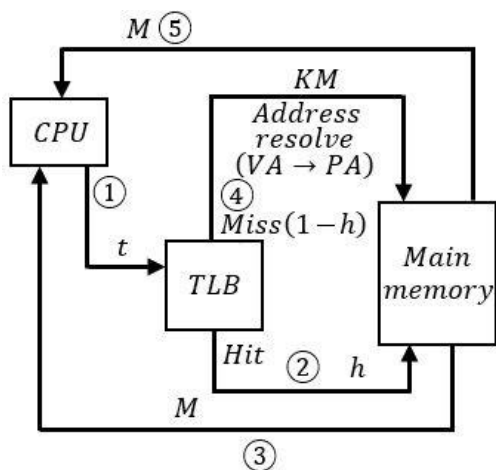 M ⑤
KM
CPU
Address
resolve
(VA → PA)
①
④
Miss(1−h)
t
TLB
Main
memory
Hit
② h
M
③